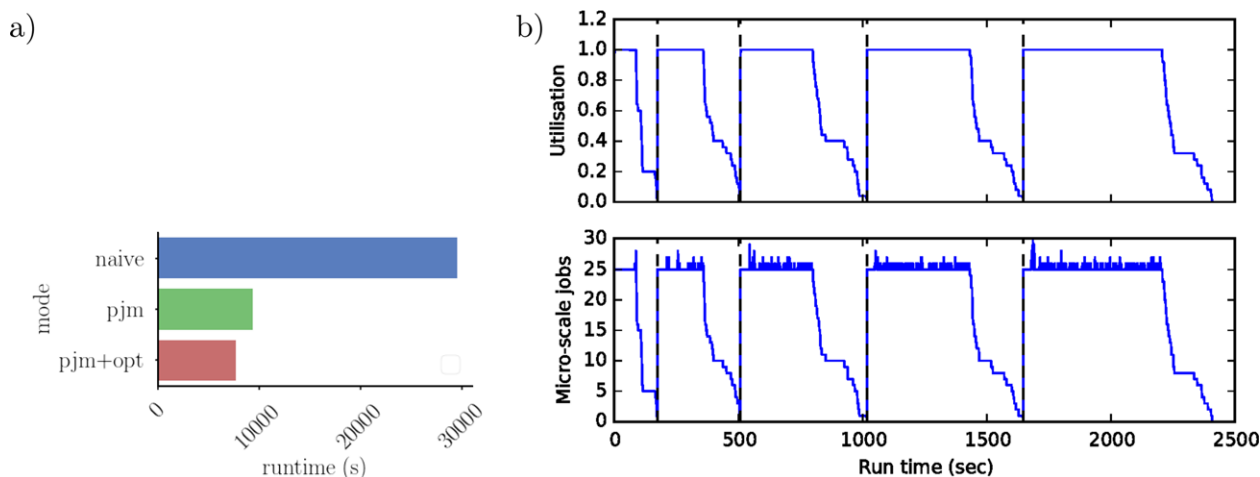 a)
naive
pjm
pjm+opt
mode
0
10000
20000
30000
runtime (s)
b)
1.2
1.0
0.8
0.6
0.4
0.2
0.0
Utilisation
30
25
20
15
10
5
0
Micro-scale jobs
0
500
1000
1500
2000
2500
Run time (sec)